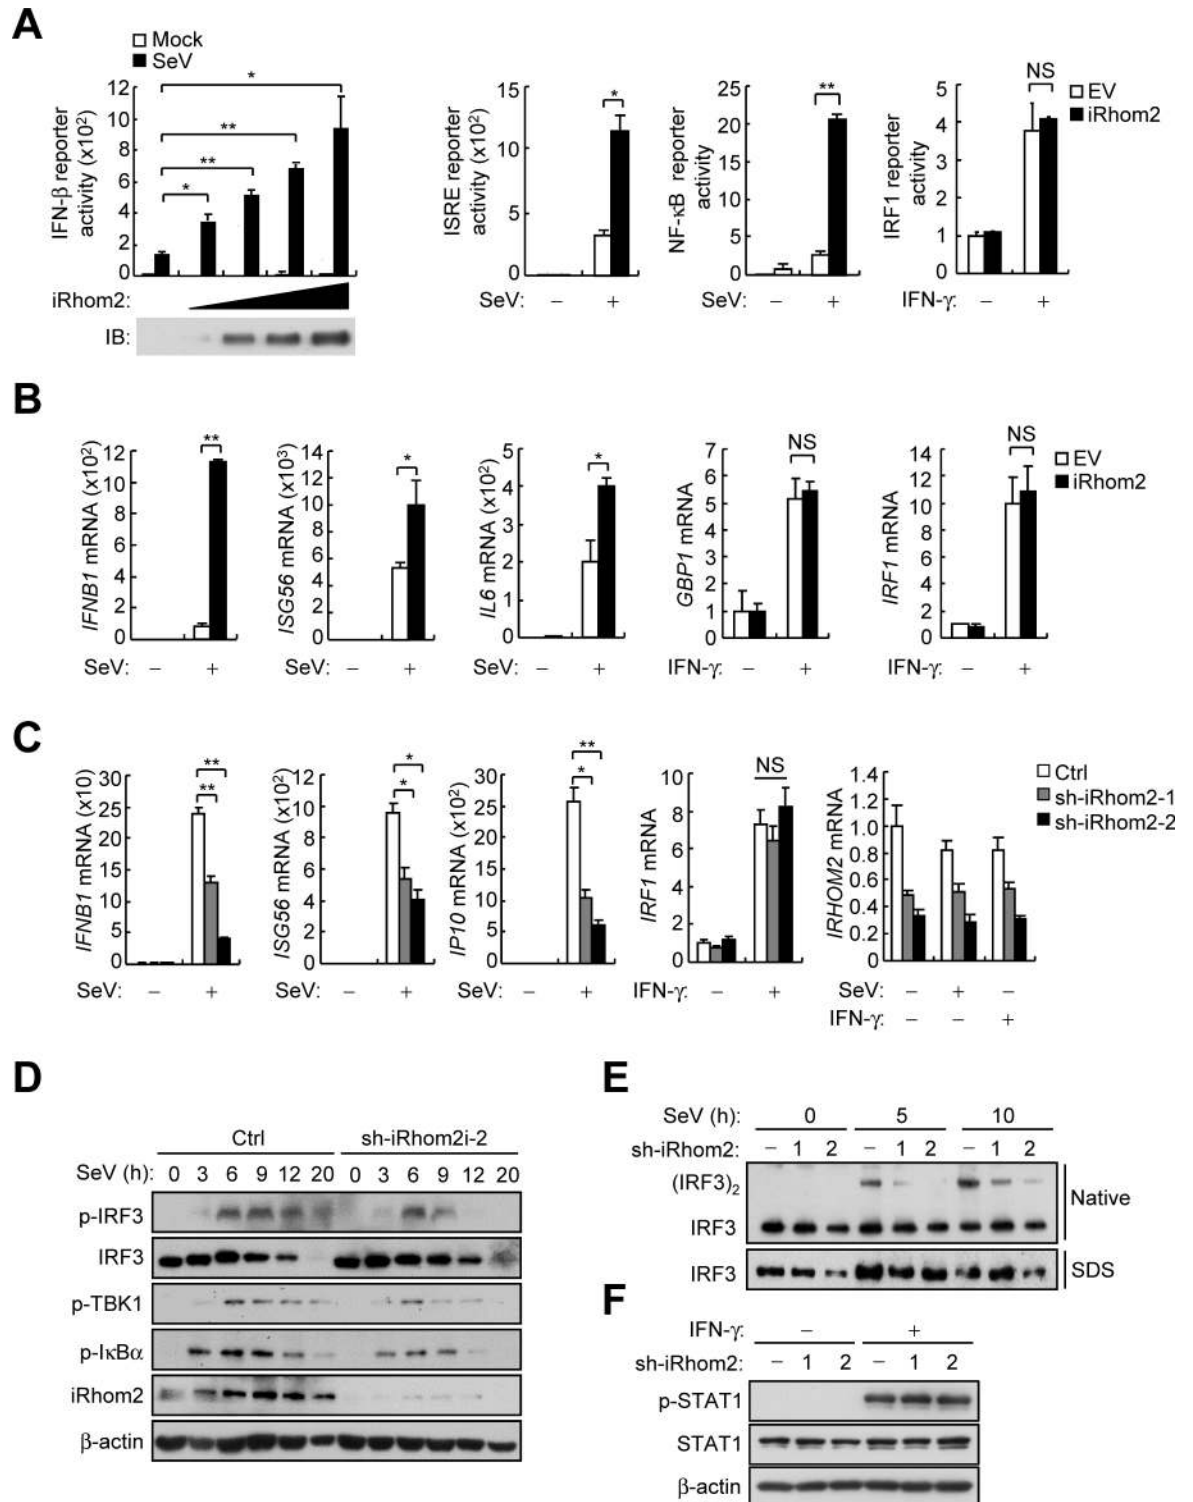 A
Mock
SeV
IFN-β reporter
activity (x10²)
12
10
8
6
4
2
0
*
**
**
*
iRhom2:
IB:
ISRE reporter
activity (x10²)
15
10
5
0
*
SeV: – +
NF-κB reporter
activity
25
20
15
10
5
0
**
SeV: – +
IRF1 reporter
activity
5
4
3
2
1
0
NS
IFN-γ: – +
EV
iRhom2
B
IFNB1 mRNA (x10²)
12
10
8
6
4
2
0
**
SeV: – +
ISG56 mRNA (x10³)
14
12
10
8
6
4
2
0
*
SeV: – +
IL6 mRNA (x10²)
5
4
3
2
1
0
*
SeV: – +
GBP1 mRNA
7
6
5
4
3
2
1
0
NS
IFN-γ: – +
IRF1 mRNA
14
12
10
8
6
4
2
0
NS
IFN-γ: – +
EV
iRhom2
C
IFNB1 mRNA (x10)
30
25
20
15
10
5
0
**
**
SeV: – +
ISG56 mRNA (x10²)
12
10
8
6
4
2
0
*
*
SeV: – +
IP10 mRNA (x10²)
30
25
20
15
10
5
0
**
*
SeV: – +
IRF1 mRNA
10
8
6
4
2
0
NS
IFN-γ: – +
IRHOM2 mRNA
1.4
1.2
1.0
0.8
0.6
0.4
0.2
0
SeV: – + –
IFN-γ: – – +
Ctrl
sh-iRhom2-1
sh-iRhom2-2
D
Ctrl sh-iRhom2i-2
SeV (h): 0 3 6 9 12 20 0 3 6 9 12 20
p-IRF3
IRF3
p-TBK1
p-IκBα
iRhom2
β-actin
E
SeV (h): 0 5 10
sh-iRhom2: – 1 2 – 1 2 – 1 2
(IRF3)₂
IRF3
Native
IRF3
SDS
F
IFN-γ: – +
sh-iRhom2: – 1 2 – 1 2
p-STAT1
STAT1
β-actin